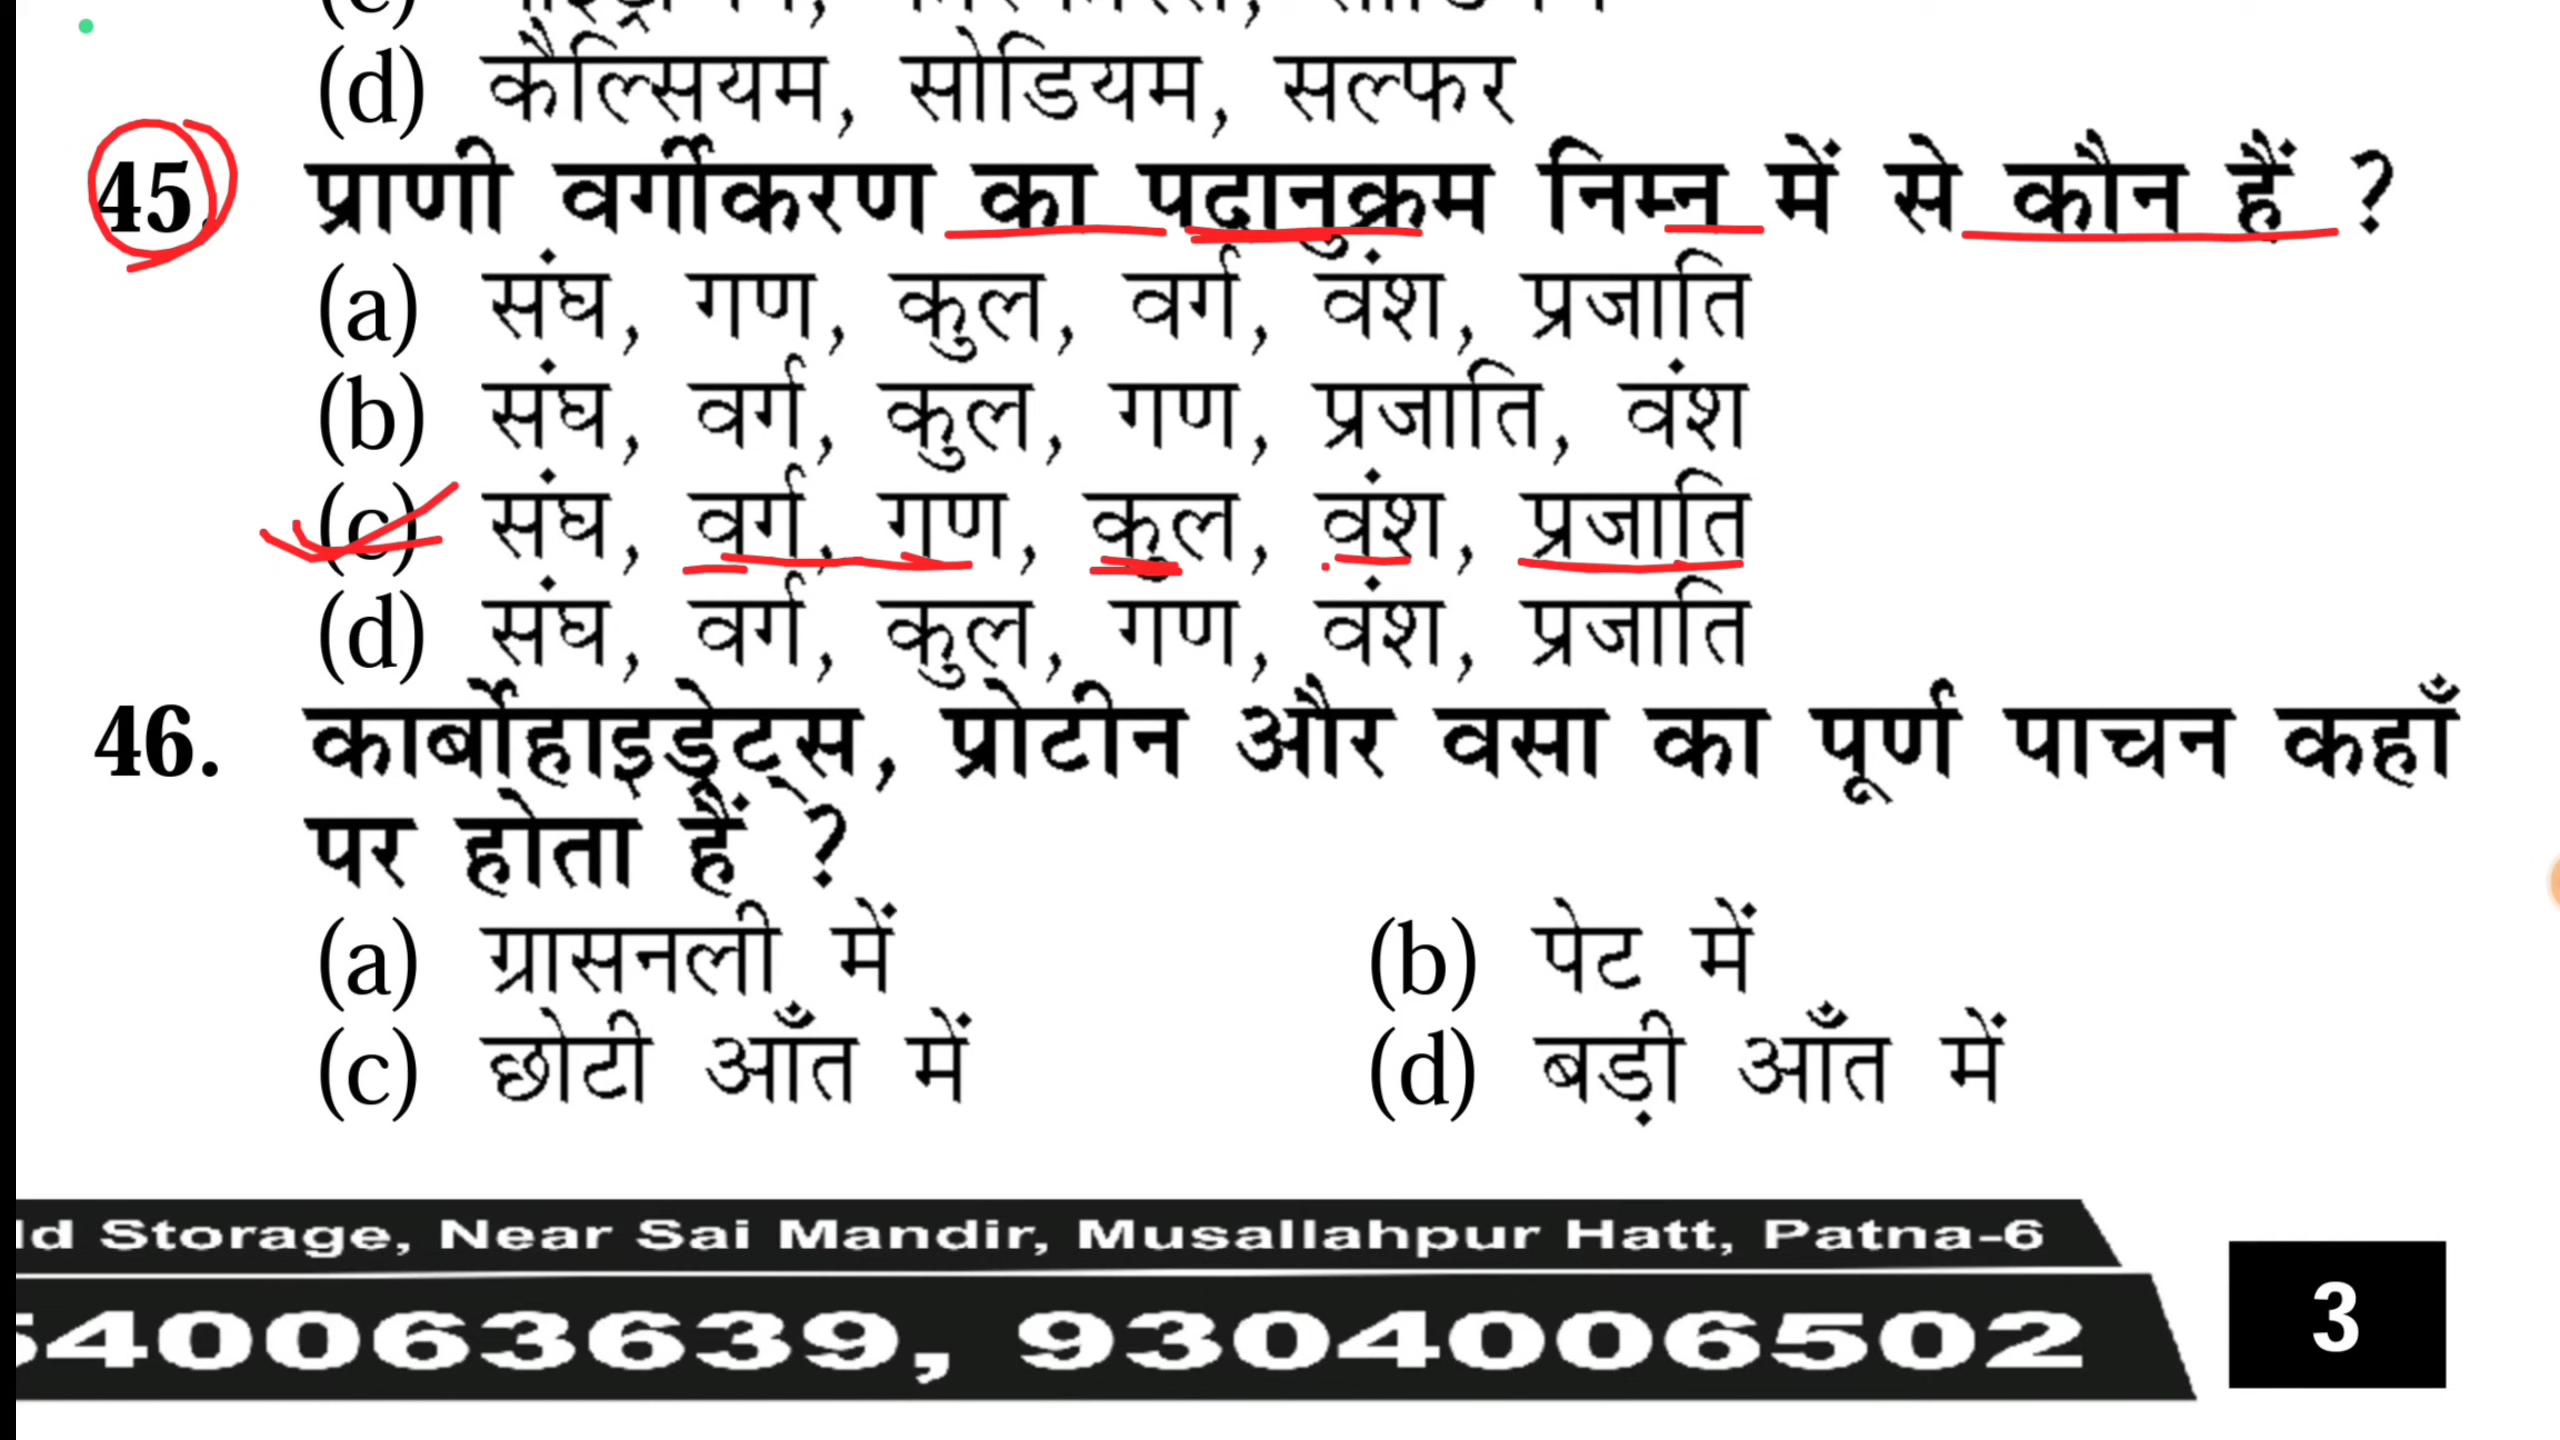 (d) कैल्सियम, सोडियम, सल्फर
45. प्राणी वर्गीकरण का पदानुक्रम निम्न में से कौन हैं ?
(a) संघ, गण, कुल, वर्ग, वंश, प्रजाति
(b) संघ, वर्ग, कुल, गण, प्रजाति, वंश
(c) संघ, वर्ग, गण, कुल, वंश, प्रजाति
(d) संघ, वर्ग, कुल, गण, वंश, प्रजाति
46. कार्बोहाइड्रेट्स, प्रोटीन और वसा का पूर्ण पाचन कहाँ
पर होता हैं ?
(a) ग्रासनली में (b) पेट में
(c) छोटी आँत में (d) बड़ी आँत में
ld Storage, Near Sai Mandir, Musallahpur Hatt, Patna-6
40063639, 9304006502
3